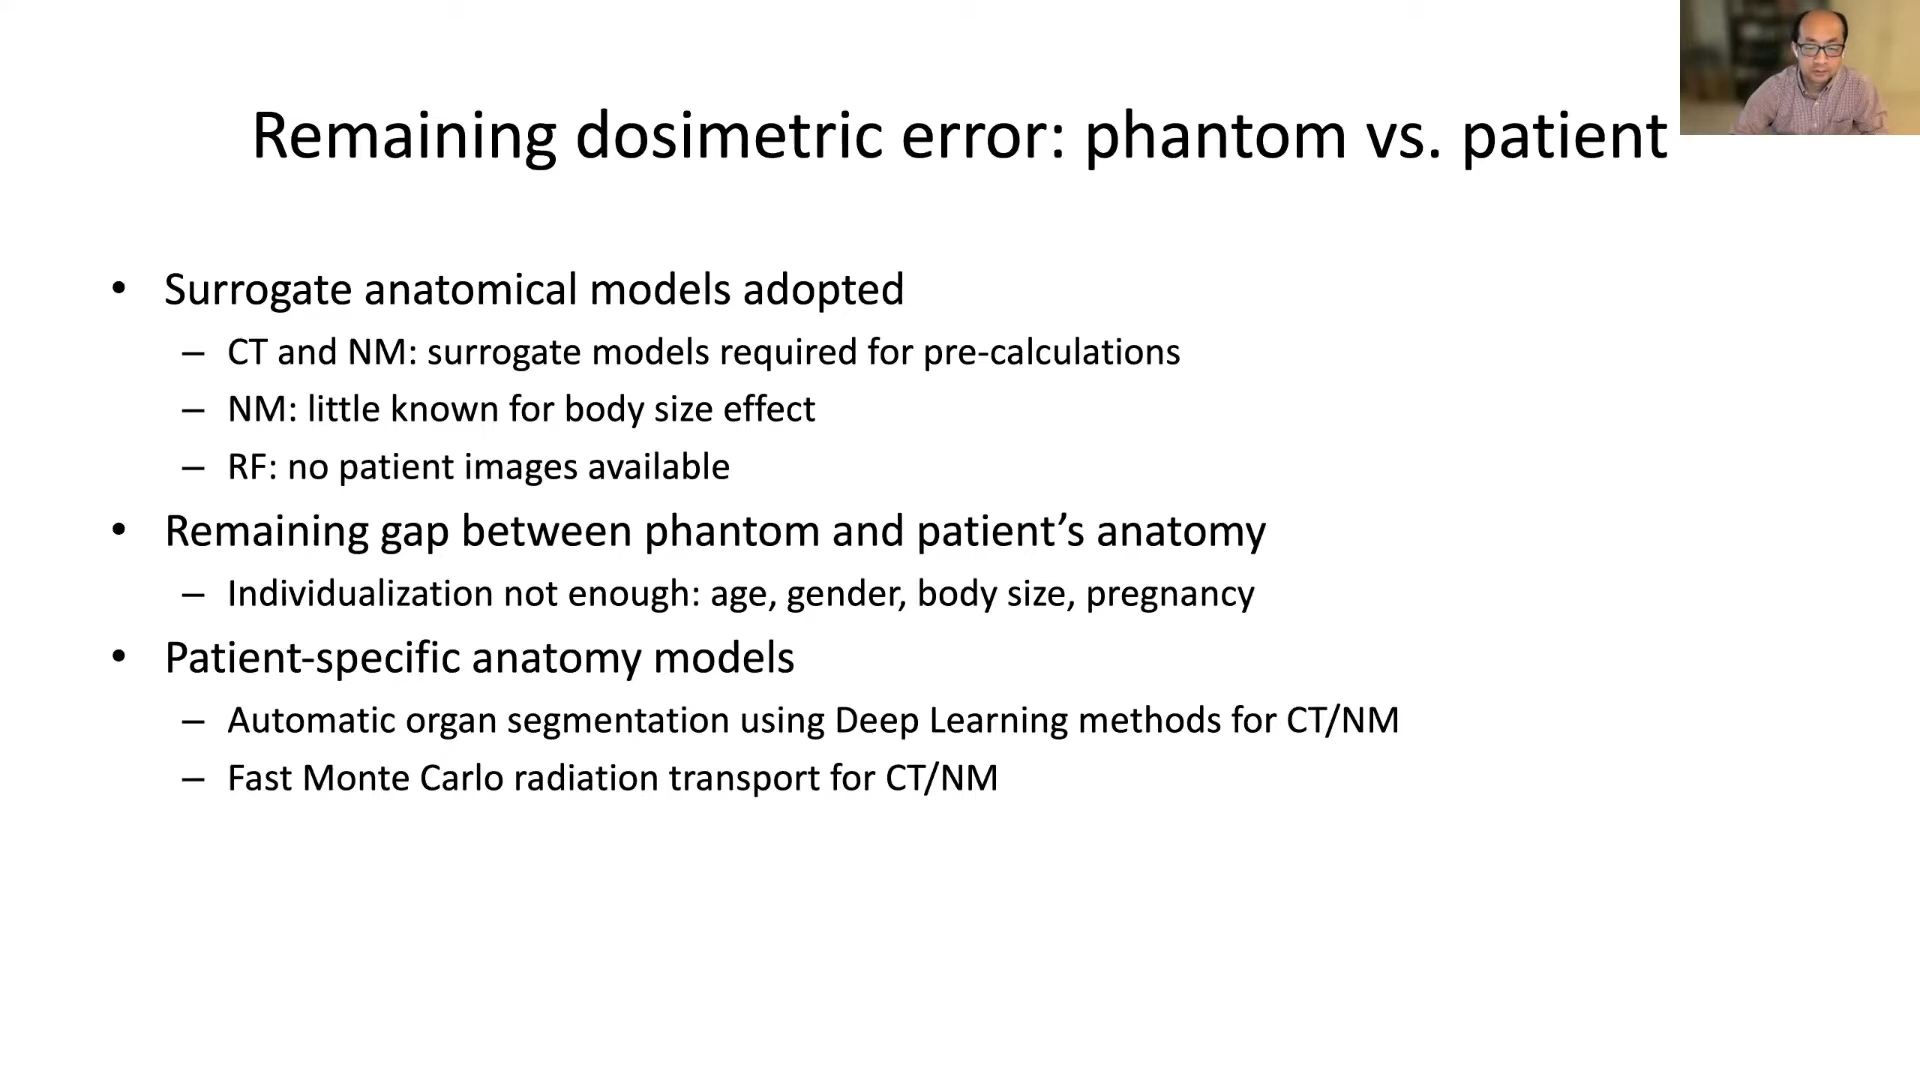 Remaining dosimetric error: phantom vs. patient
• Surrogate anatomical models adopted
– CT and NM: surrogate models required for pre-calculations
– NM: little known for body size effect
– RF: no patient images available
• Remaining gap between phantom and patient’s anatomy
– Individualization not enough: age, gender, body size, pregnancy
• Patient-specific anatomy models
– Automatic organ segmentation using Deep Learning methods for CT/NM
– Fast Monte Carlo radiation transport for CT/NM